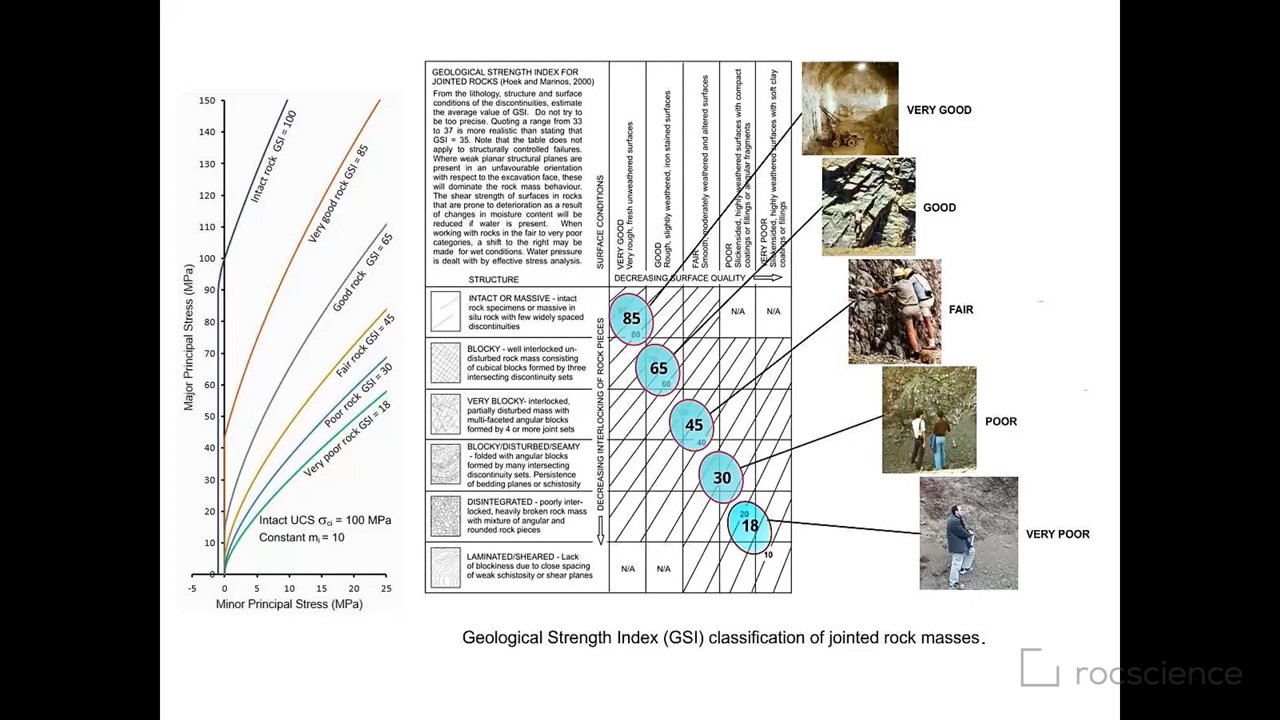 150
140
130
120
110
100
90
80
70
60
50
40
30
20
10
0
-5
0
5
10
15
20
25
Major Principal Stress (MPa)
Minor Principal Stress (MPa)
Intact rock GSI = 100
Very good rock GSI = 85
Good rock GSI = 65
Fair rock GSI = 45
Poor rock GSI = 30
Very poor rock GSI = 18
Intact UCS σci = 100 MPa
Constant mi = 10
GEOLOGICAL STRENGTH INDEX FOR
JOINTED ROCKS (Hoek and Marinos, 2000)
From the lithology, structure and surface
conditions of the discontinuities, estimate
the average value of GSI. Do not try to
be too precise. Quoting a range from 33
to 37 is more realistic than stating that
GSI = 35. Note that the table does not
apply to structurally controlled failures.
Where weak planar structural planes are
present in an unfavourable orientation
with respect to the excavation face, these
will dominate the rock mass behaviour.
The shear strength of surfaces in rocks
that are prone to deterioration as a result
of changes in moisture content will be
reduced if water is present. When
working with rocks in the fair to very poor
categories, a shift to the right may be
made for wet conditions. Water pressure
is dealt with by effective stress analysis.
STRUCTURE
SURFACE CONDITIONS
VERY GOOD
Very rough, fresh unweathered surfaces
GOOD
Rough, slightly weathered, iron stained surfaces
FAIR
Smooth, moderately weathered and altered surfaces
POOR
Slickensided, highly weathered surfaces with compact
coatings or fillings or angular fragments
VERY POOR
Slickensided, highly weathered surfaces with soft clay
coatings or fillings
DECREASING SURFACE QUALITY
DECREASING INTERLOCKING OF ROCK PIECES
INTACT OR MASSIVE - intact
rock specimens or massive in
situ rock with few widely spaced
discontinuities
85
80
N/A
N/A
BLOCKY - well interlocked un-
disturbed rock mass consisting
of cubical blocks formed by three
intersecting discontinuity sets
70
65
60
VERY BLOCKY- interlocked,
partially disturbed mass with
multi-faceted angular blocks
formed by 4 or more joint sets
45
40
BLOCKY/DISTURBED/SEAMY
- folded with angular blocks
formed by many intersecting
discontinuity sets. Persistence
of bedding planes or schistosity
30
DISINTEGRATED - poorly inter-
locked, heavily broken rock mass
with mixture of angular and
rounded rock pieces
20
18
10
LAMINATED/SHEARED - Lack
of blockiness due to close spacing
of weak schistosity or shear planes
N/A
N/A
VERY GOOD
GOOD
FAIR
POOR
VERY POOR
Geological Strength Index (GSI) classification of jointed rock masses.
rocscience